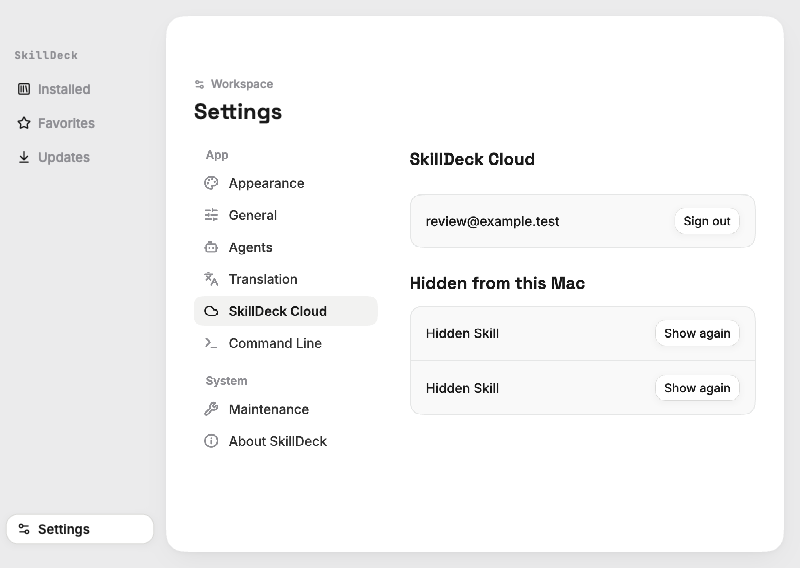 SkillDeck
Installed
Favorites
Updates
Settings
Workspace
Settings
App
Appearance
General
Agents
Translation
SkillDeck Cloud
Command Line
System
Maintenance
About SkillDeck
SkillDeck Cloud
review@example.test Sign out
Hidden from this Mac
Hidden Skill Show again
Hidden Skill Show again